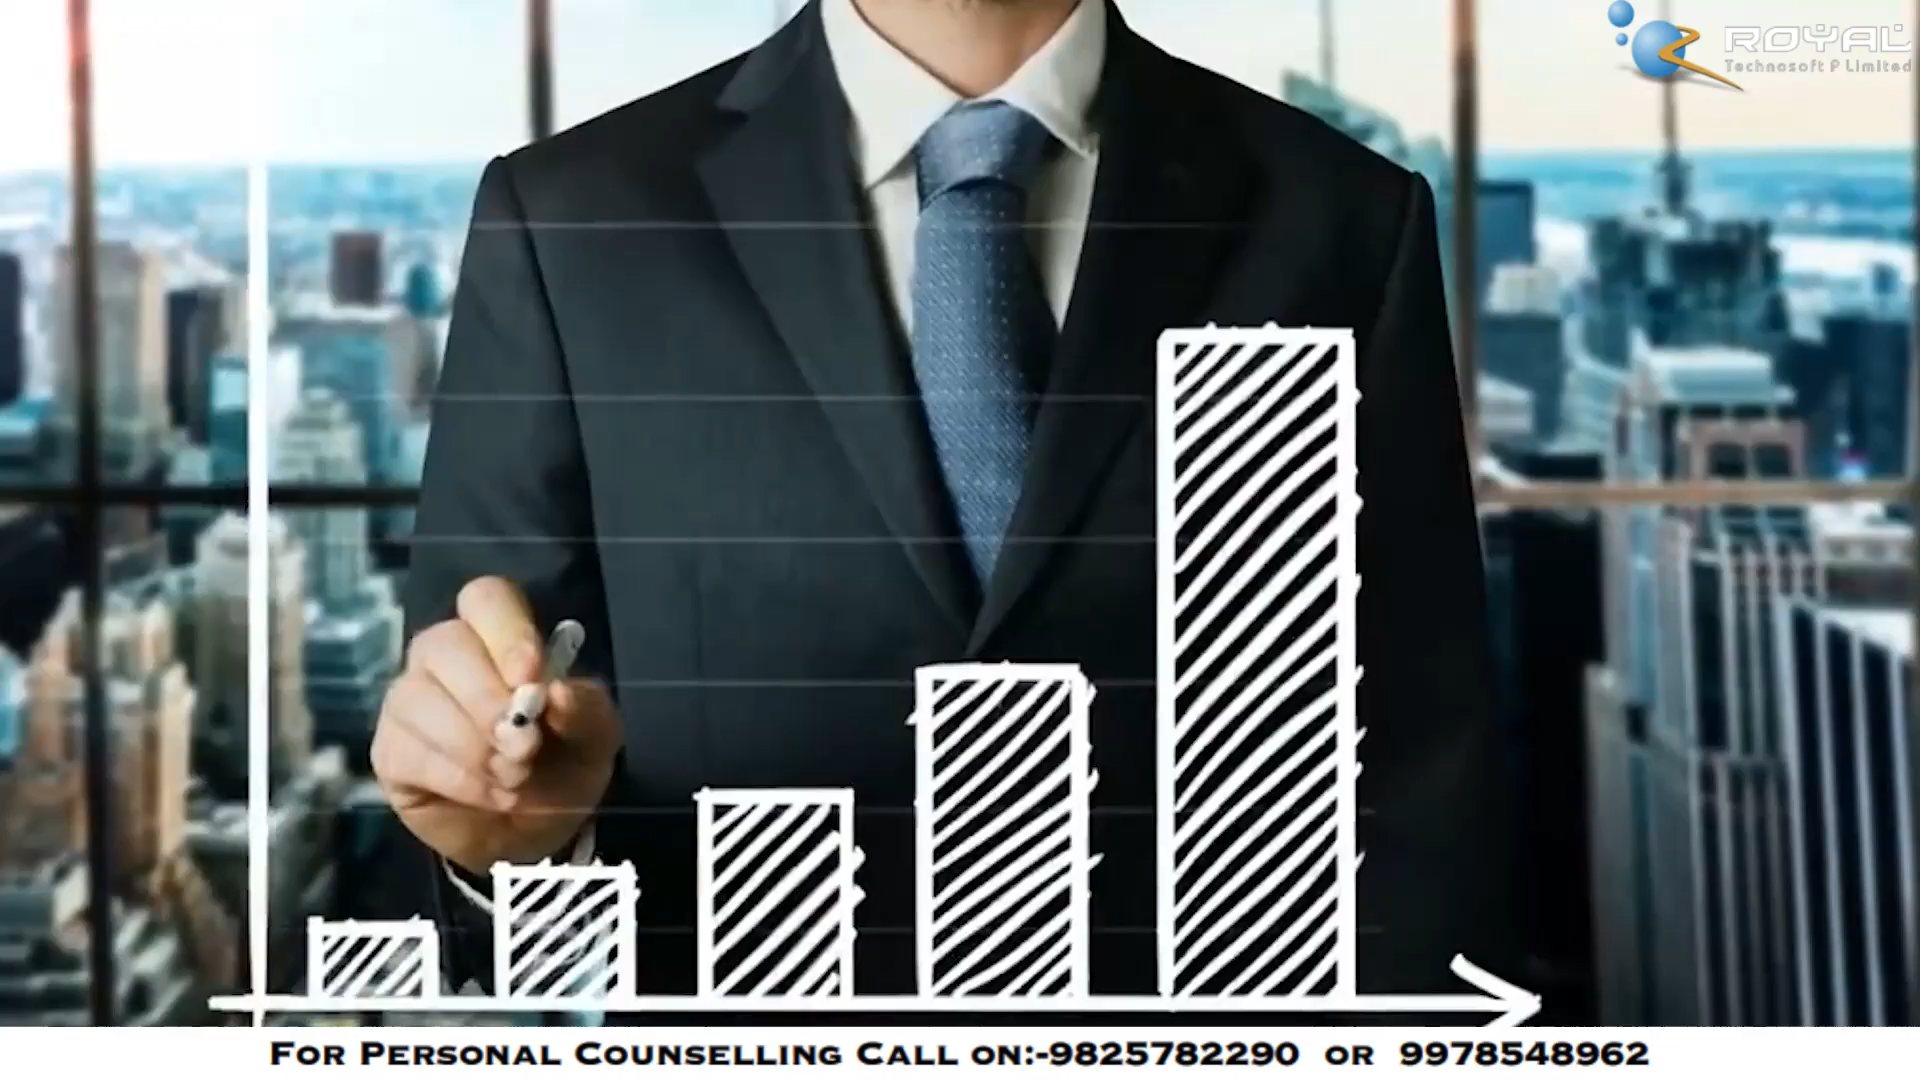 ROYAL
Technosoft P Limited
FOR PERSONAL COUNSELLING CALL ON:-9825782290 OR 9978548962